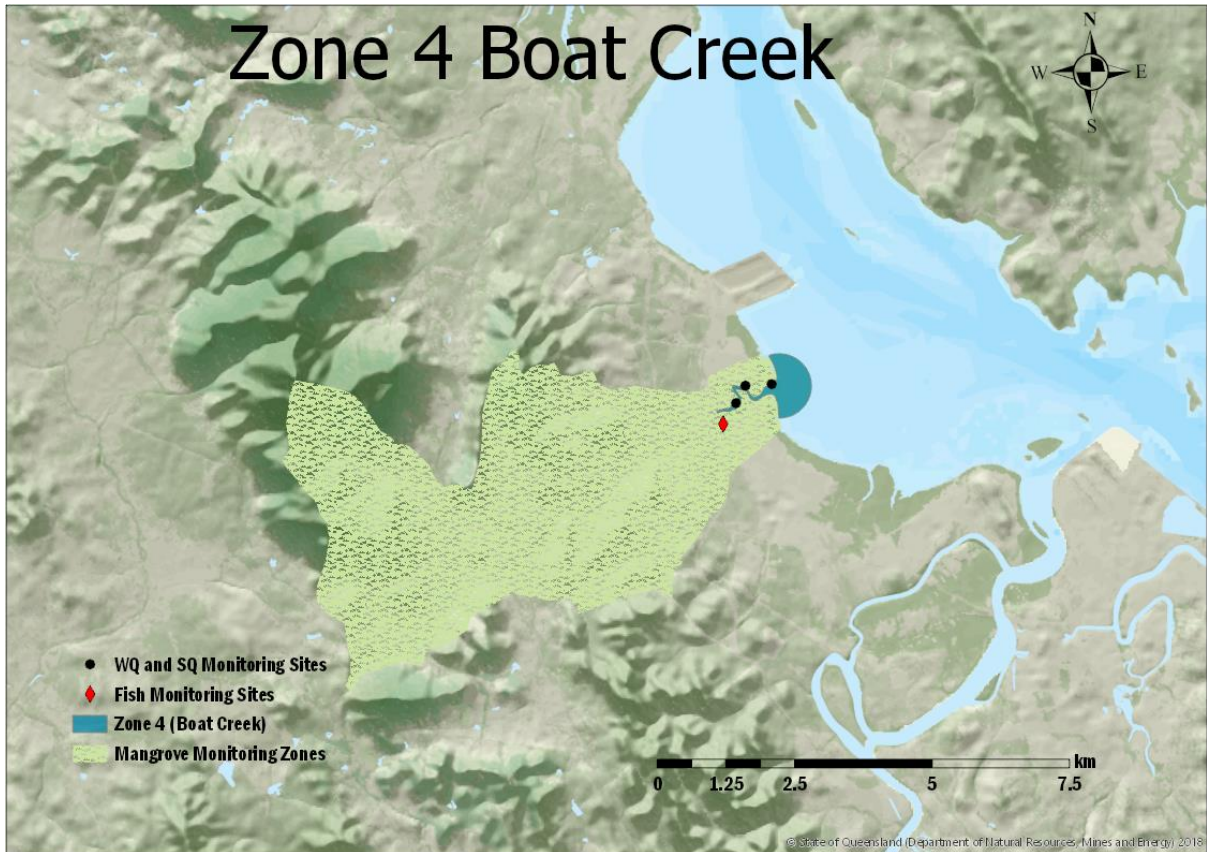 Zone 4 Boat Creek
N
W E
S
WQ and SQ Monitoring Sites
Fish Monitoring Sites
Zone 4 (Boat Creek)
Mangrove Monitoring Zones
km
0 1.25 2.5 5 7.5
© State of Queensland (Department of Natural Resources, Mines and Energy) 2018